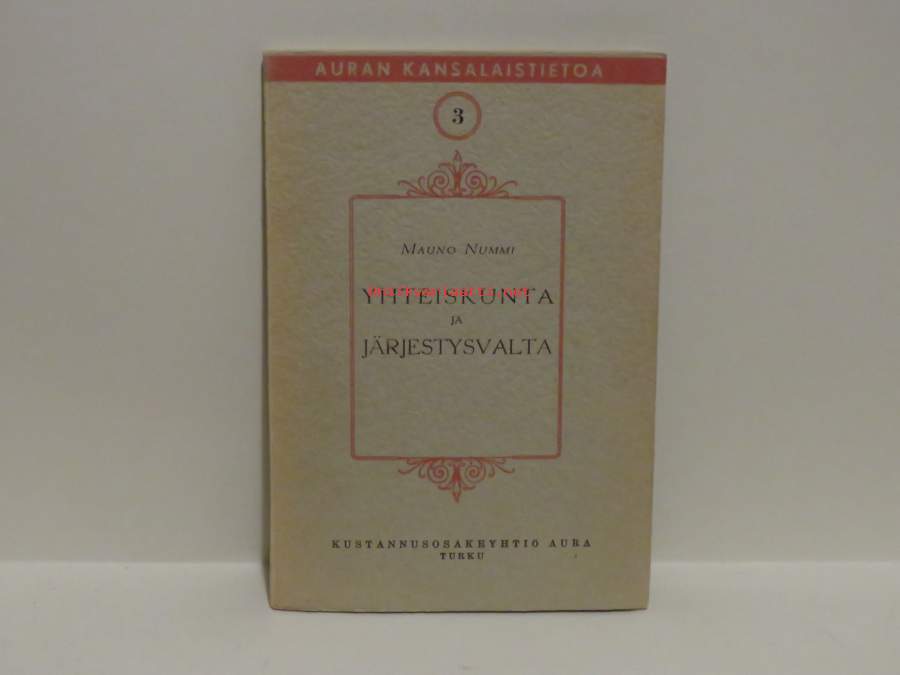 AURAN KANSALAISTIETOA
3
MAUNO NUMMI
YHTEISKUNTA
JA
JÄRJESTYSVALTA
KUSTANNUSOSAKEYHTIÖ AURA
TURKU